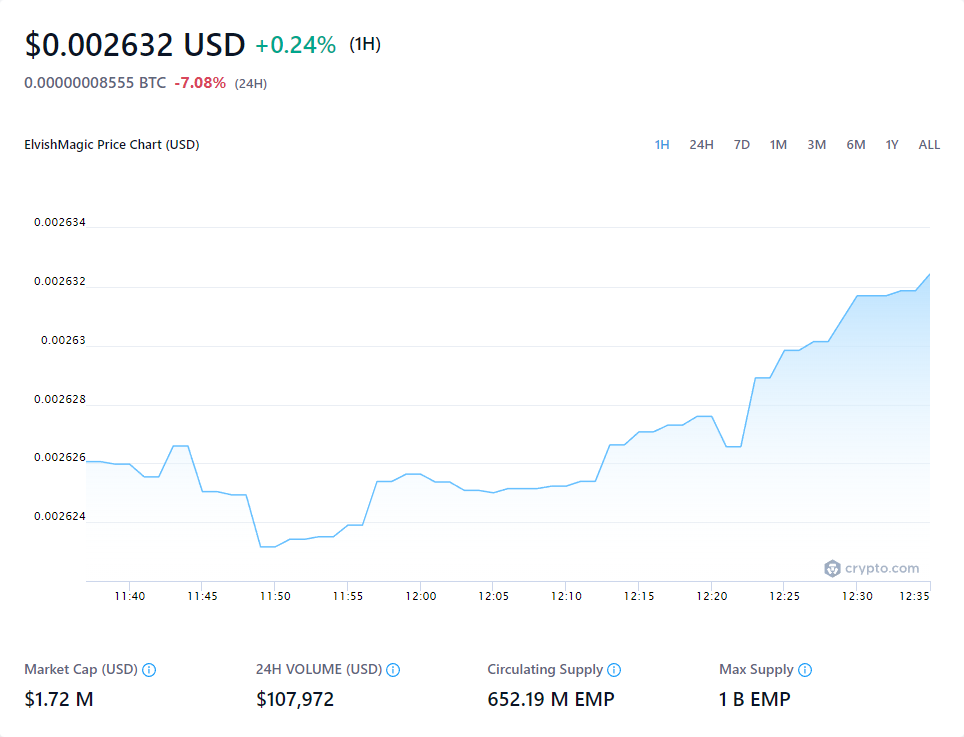 $0.002632 USD +0.24% (1H)
0.00000008555 BTC -7.08% (24H)
ElvishMagic Price Chart (USD) 1H 24H 7D 1M 3M 6M 1Y ALL
0.002634
0.002632
0.00263
0.002628
0.002626
0.002624
crypto.com
11:40 11:45 11:50 11:55 12:00 12:05 12:10 12:15 12:20 12:25 12:30 12:35
Market Cap (USD) 24H VOLUME (USD) Circulating Supply Max Supply
$1.72 M $107,972 652.19 M EMP 1 B EMP